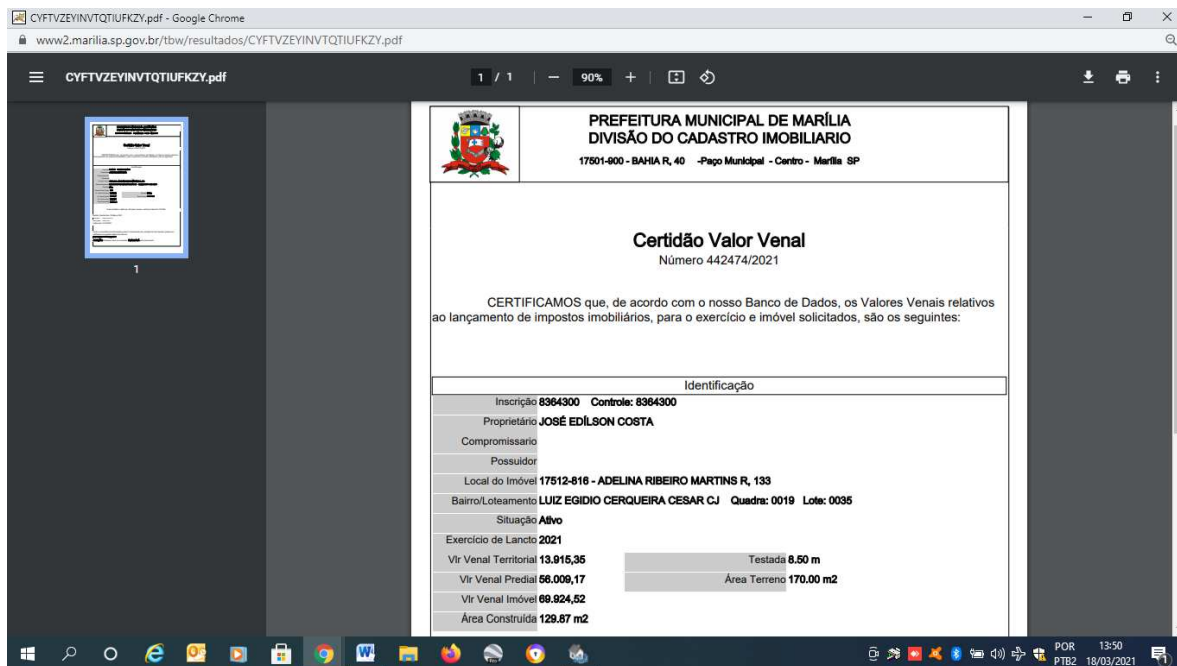 CYFTVZEYINVTQTIUFKZY.pdf - Google Chrome
www2.marilia.sp.gov.br/tbw/resultados/CYFTVZEYINVTQTIUFKZY.pdf
CYFTVZEYINVTQTIUFKZY.pdf 1 / 1 90%
1
PREFEITURA MUNICIPAL DE MARÍLIA
DIVISÃO DO CADASTRO IMOBILIARIO
17501-900 - BAHIA R, 40 -Paço Municipal - Centro - Marília SP
Certidão Valor Venal
Número 442474/2021
CERTIFICAMOS que, de acordo com o nosso Banco de Dados, os Valores Venais relativos
ao lançamento de impostos imobiliários, para o exercício e imóvel solicitados, são os seguintes:
Identificação
Inscrição 8364300 Controle: 8364300
Proprietário JOSÉ EDÍLSON COSTA
Compromissario
Possuidor
Local do Imóvel 17512-816 - ADELINA RIBEIRO MARTINS R, 133
Bairro/Loteamento LUIZ EGIDIO CERQUEIRA CESAR CJ Quadra: 0019 Lote: 0035
Situação Ativo
Exercício de Lancto 2021
Vlr Venal Territorial 13.915,35 Testada 8.50 m
Vlr Venal Predial 56.009,17 Área Terreno 170.00 m2
Vlr Venal Imóvel 69.924,52
Área Construída 129.87 m2
POR 13:50
PTB2 18/03/2021